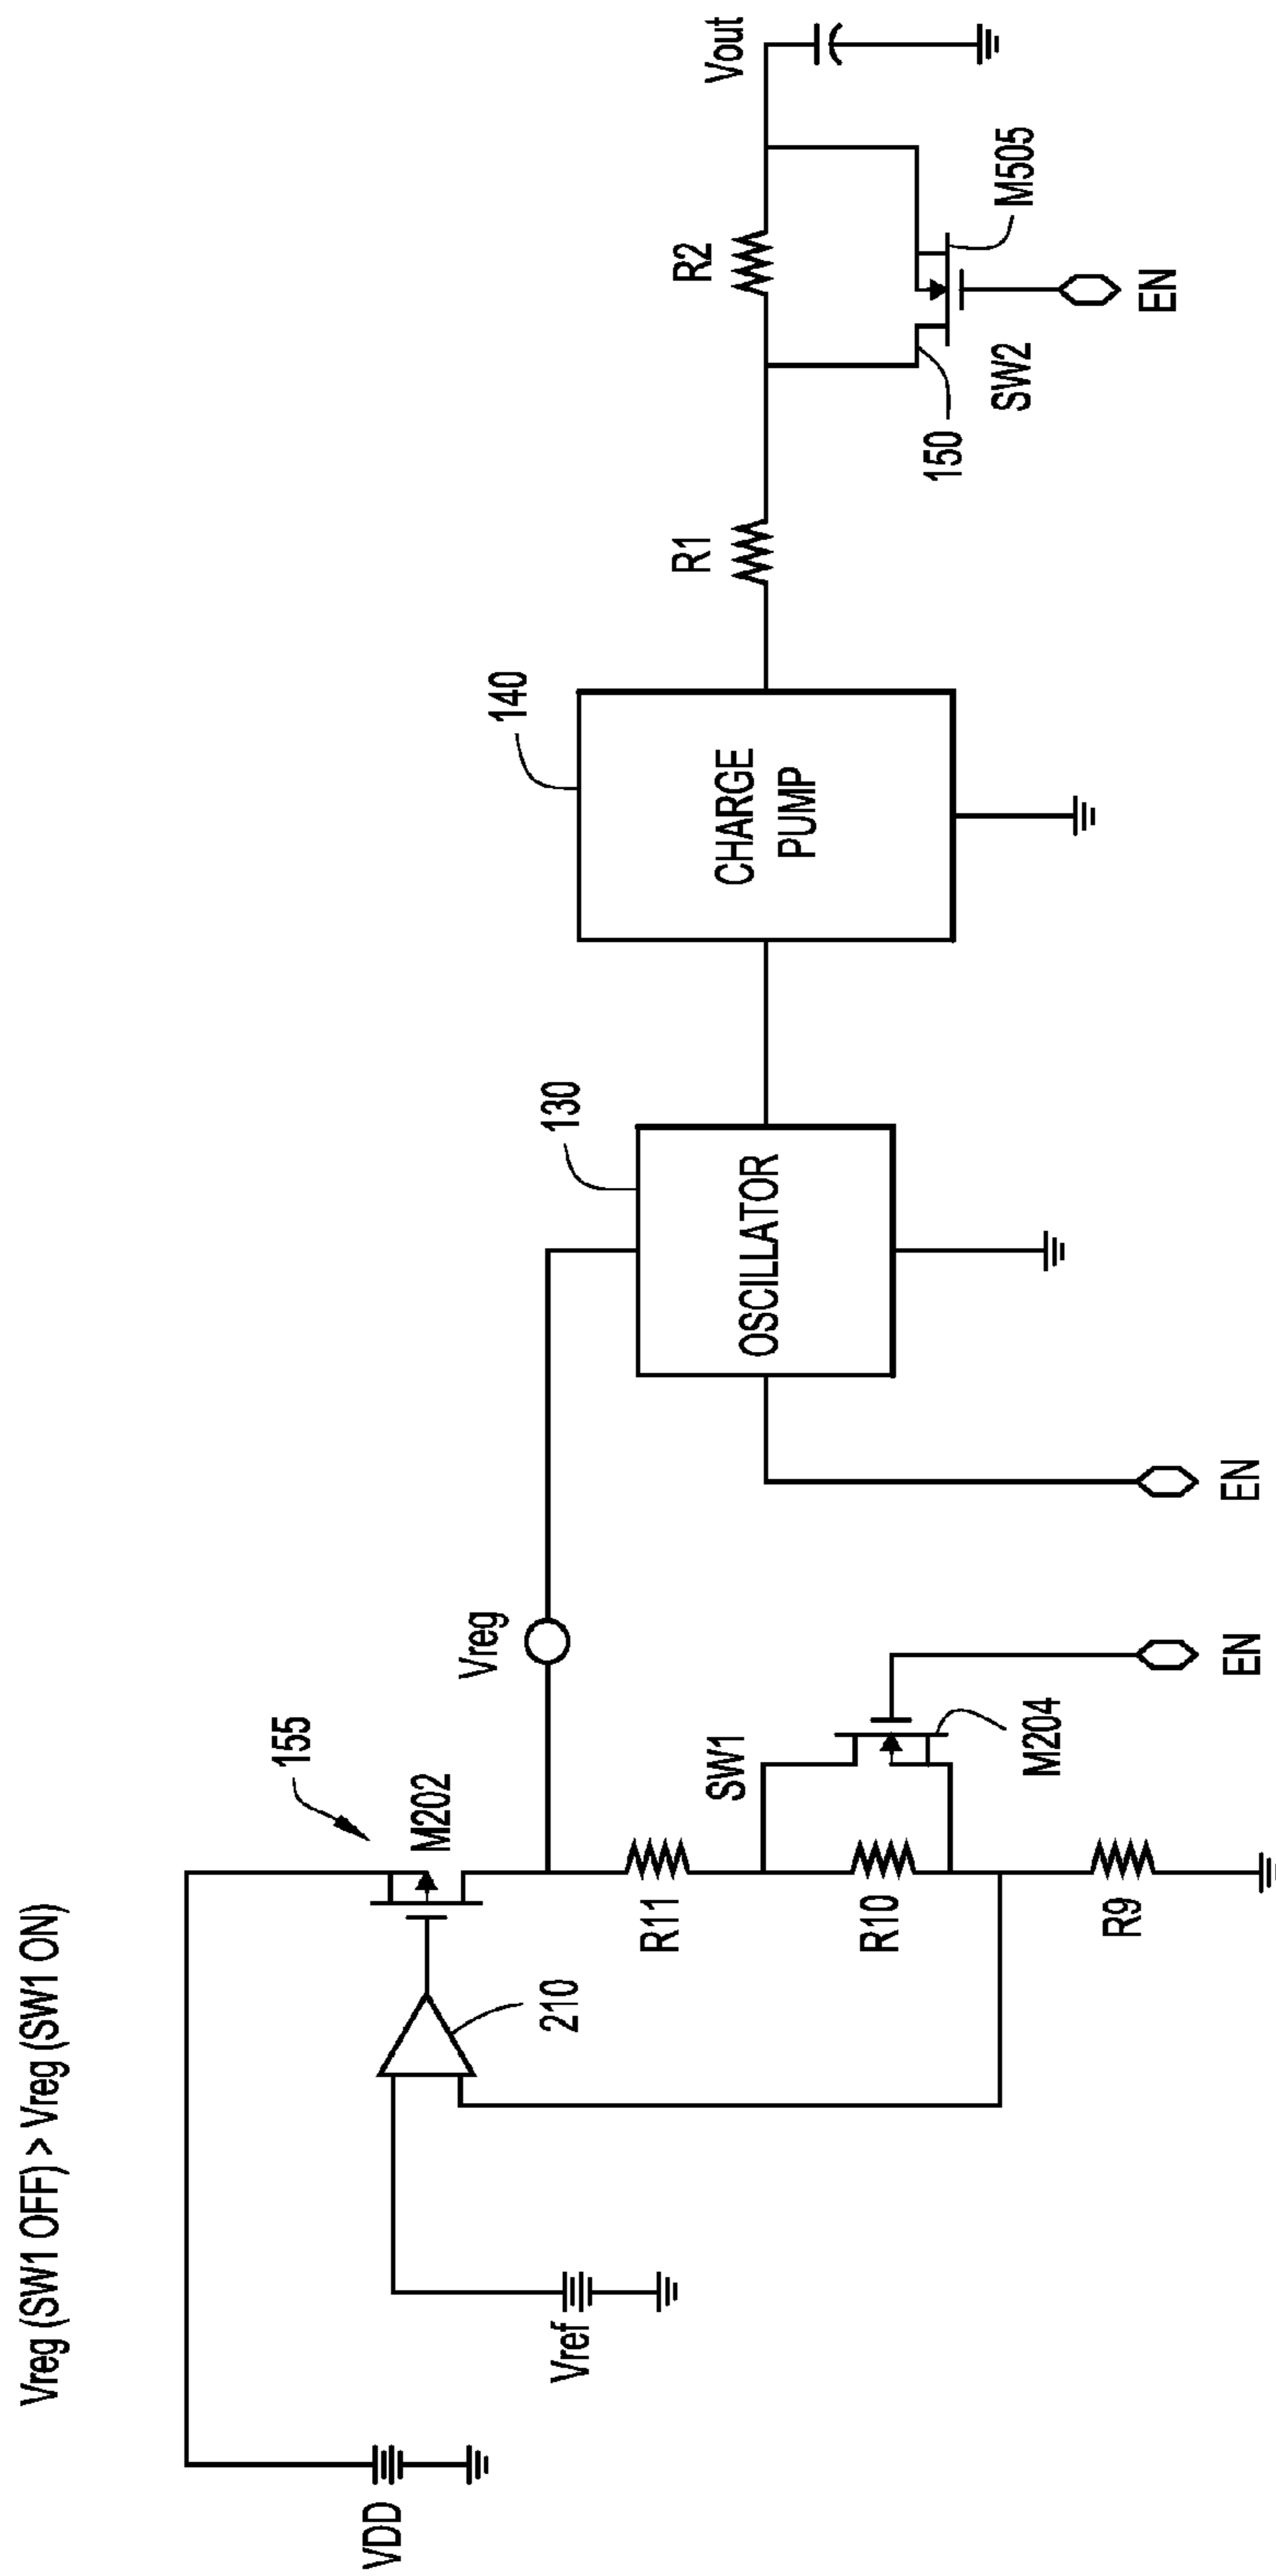 Vreg (SW1 OFF) > Vreg (SW1 ON)
VDD
Vref
210
155
M202
R11
R10
R9
SW1
M204
EN
Vreg
EN
130
OSCILLATOR
140
CHARGE
PUMP
R1
R2
150
SW2
M505
EN
Vout